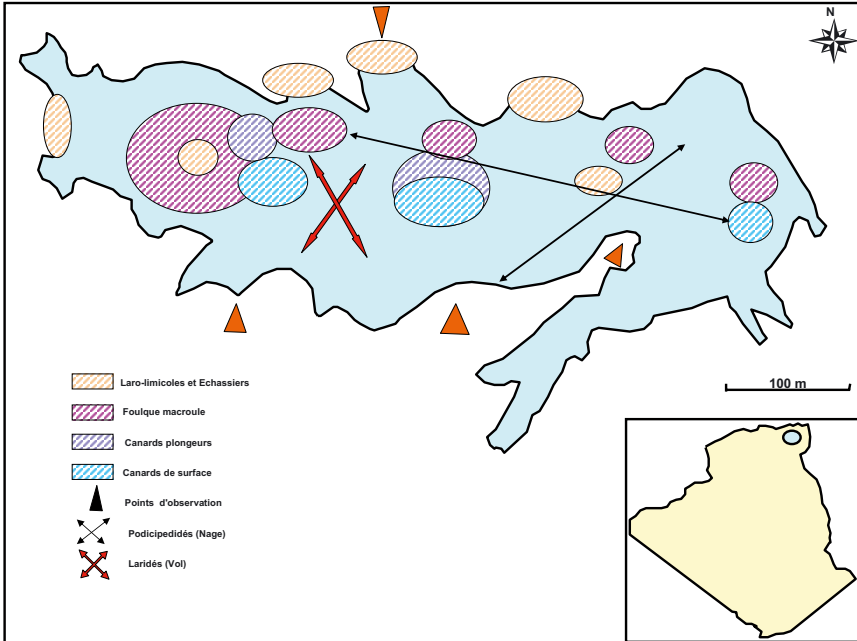 N
100 m
Laro-limicoles et Echassiers
Foulque macroule
Canards plongeurs
Canards de surface
Points d'observation
Podicipedidés (Nage)
Laridés (Vol)